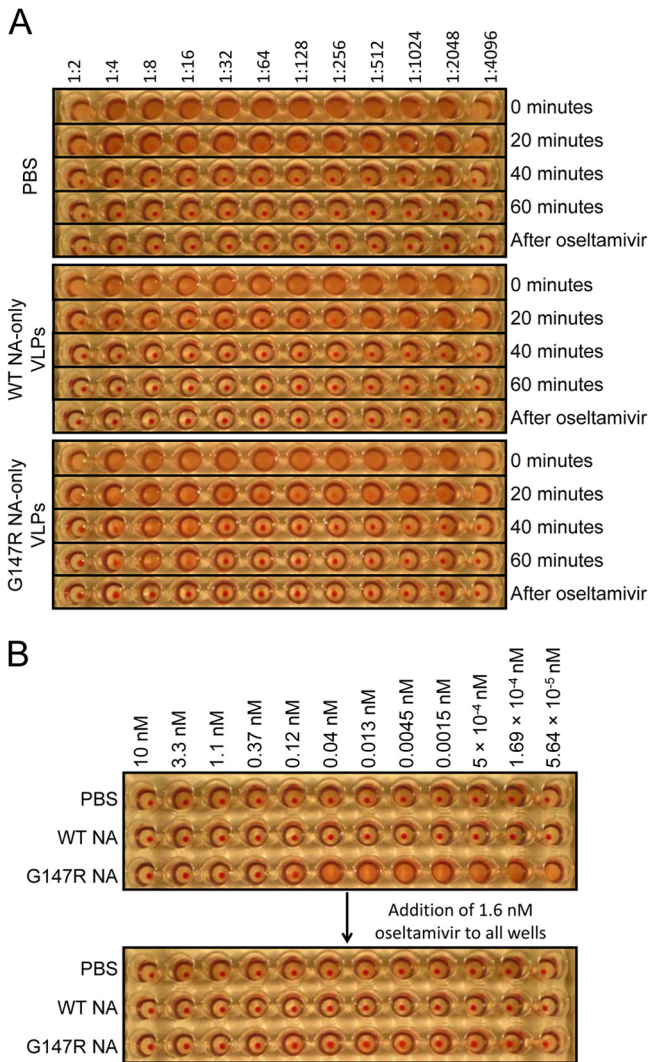 A
1:2 1:4 1:8 1:16 1:32 1:64 1:128 1:256 1:512 1:1024 1:2048 1:4096
PBS
0 minutes
20 minutes
40 minutes
60 minutes
After oseltamivir
WT NA-only
VLPs
0 minutes
20 minutes
40 minutes
60 minutes
After oseltamivir
G147R NA-only
VLPs
0 minutes
20 minutes
40 minutes
60 minutes
After oseltamivir
B
10 nM 3.3 nM 1.1 nM 0.37 nM 0.12 nM 0.04 nM 0.013 nM 0.0045 nM 0.0015 nM 5 × 10⁻⁴ nM 1.69 × 10⁻⁴ nM 5.64 × 10⁻⁵ nM
PBS
WT NA
G147R NA
Addition of 1.6 nM
oseltamivir to all wells
PBS
WT NA
G147R NA